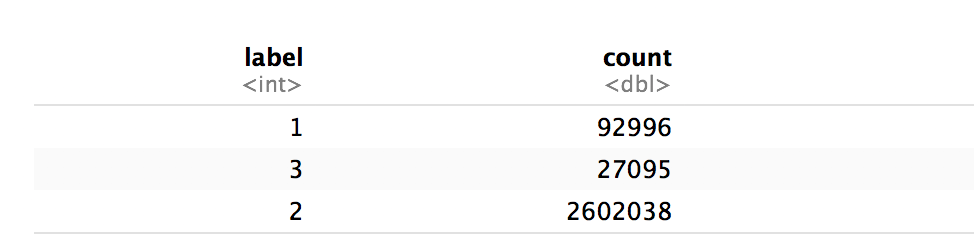 label count
<int> <dbl>
1 92996
3 27095
2 2602038